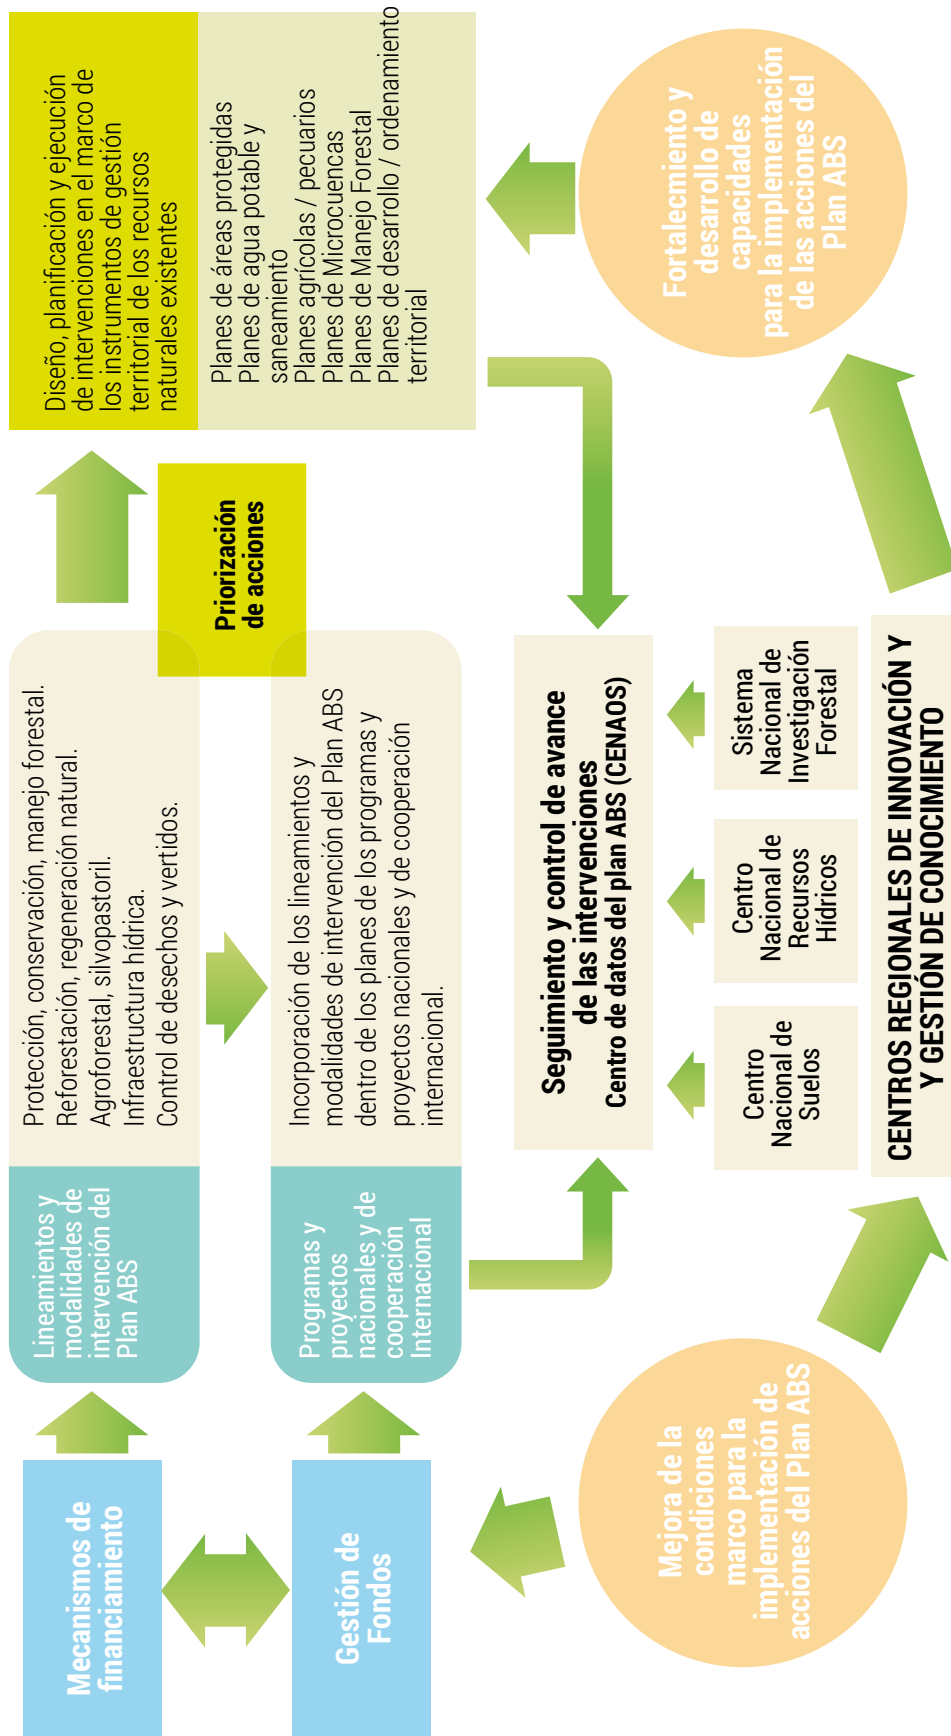 Mecanismos de
financiamiento
Gestión de
Fondos
Lineamientos y
modalidades de
intervención del
Plan ABS
Protección, conservación, manejo forestal.
Reforestación, regeneración natural.
Agroforestal, silvopastoril.
Infraestructura hídrica.
Control de desechos y vertidos.
Programas y
proyectos
nacionales y de
cooperación
Internacional
Incorporación de los lineamientos y
modalidades de intervención del Plan ABS
dentro de los planes de los programas y
proyectos nacionales y de cooperación
internacional.
Priorización
de acciones
Diseño, planificación y ejecución
de intervenciones en el marco de
los instrumentos de gestión
territorial de los recursos
naturales existentes
Planes de áreas protegidas
Planes de agua potable y
saneamiento
Planes agrícolas / pecuarios
Planes de Microcuencas
Planes de Manejo Forestal
Planes de desarrollo / ordenamiento
territorial
Seguimiento y control de avance
de las intervenciones
Centro de datos del plan ABS (CENAOS)
Centro
Nacional de
Suelos
Centro
Nacional de
Recursos
Hídricos
Sistema
Nacional de
Investigación
Forestal
CENTROS REGIONALES DE INNOVACIÓN Y
Y GESTIÓN DE CONOCIMIENTO
Mejora de la
condiciones
marco para la
implementación de
acciones del Plan ABS
Fortalecmiento y
desarrollo de
capacidades
para la implementación
de las acciones del
Plan ABS